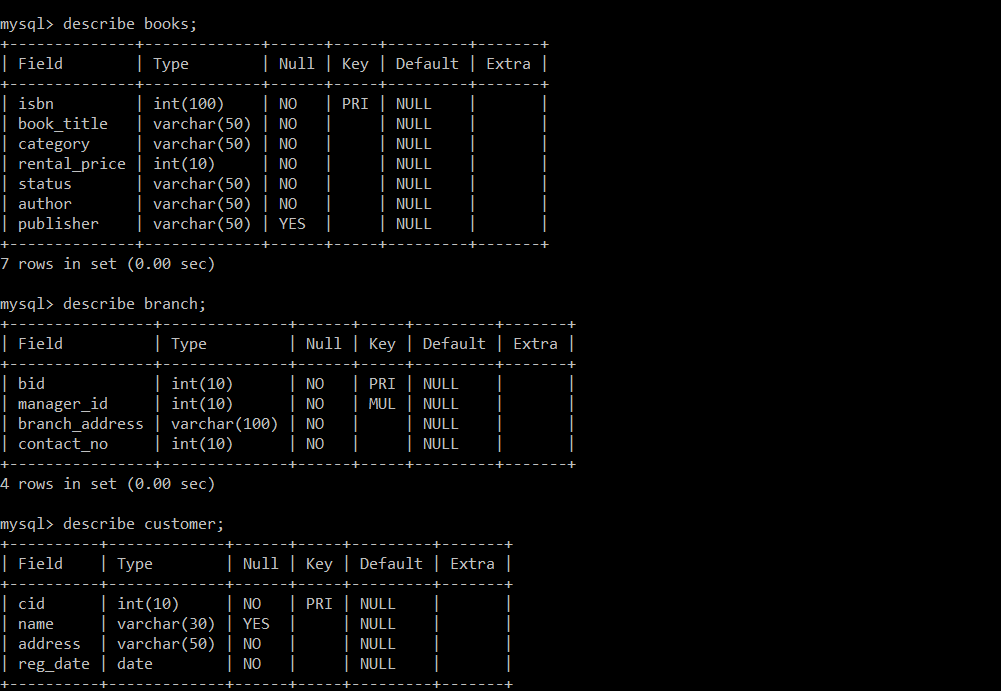 mysql> describe books;
+-------------+-------------+------+-----+---------+-------+
| Field        | Type        | Null | Key | Default | Extra |
+-------------+-------------+------+-----+---------+-------+
| isbn         | int(100)    | NO   | PRI | NULL    |       |
| book_title   | varchar(50) | NO   |     | NULL    |       |
| category     | varchar(50) | NO   |     | NULL    |       |
| rental_price | int(10)     | NO   |     | NULL    |       |
| status       | varchar(50) | NO   |     | NULL    |       |
| author       | varchar(50) | NO   |     | NULL    |       |
| publisher    | varchar(50) | YES  |     | NULL    |       |
+-------------+-------------+------+-----+---------+-------+
7 rows in set (0.00 sec)
mysql> describe branch;
+----------------+--------------+------+-----+---------+-------+
| Field          | Type         | Null | Key | Default | Extra |
+----------------+--------------+------+-----+---------+-------+
| bid            | int(10)      | NO   | PRI | NULL    |       |
| manager_id     | int(10)      | NO   | MUL | NULL    |       |
| branch_address | varchar(100) | NO   |     | NULL    |       |
| contact_no     | int(10)      | NO   |     | NULL    |       |
+----------------+--------------+------+-----+---------+-------+
4 rows in set (0.00 sec)
mysql> describe customer;
+----------+-------------+------+-----+---------+-------+
| Field    | Type        | Null | Key | Default | Extra |
+----------+-------------+------+-----+---------+-------+
| cid      | int(10)     | NO   | PRI | NULL    |       |
| name     | varchar(30) | YES  |     | NULL    |       |
| address  | varchar(50) | NO   |     | NULL    |       |
| reg_date | date        | NO   |     | NULL    |       |
+----------+-------------+------+-----+---------+-------+